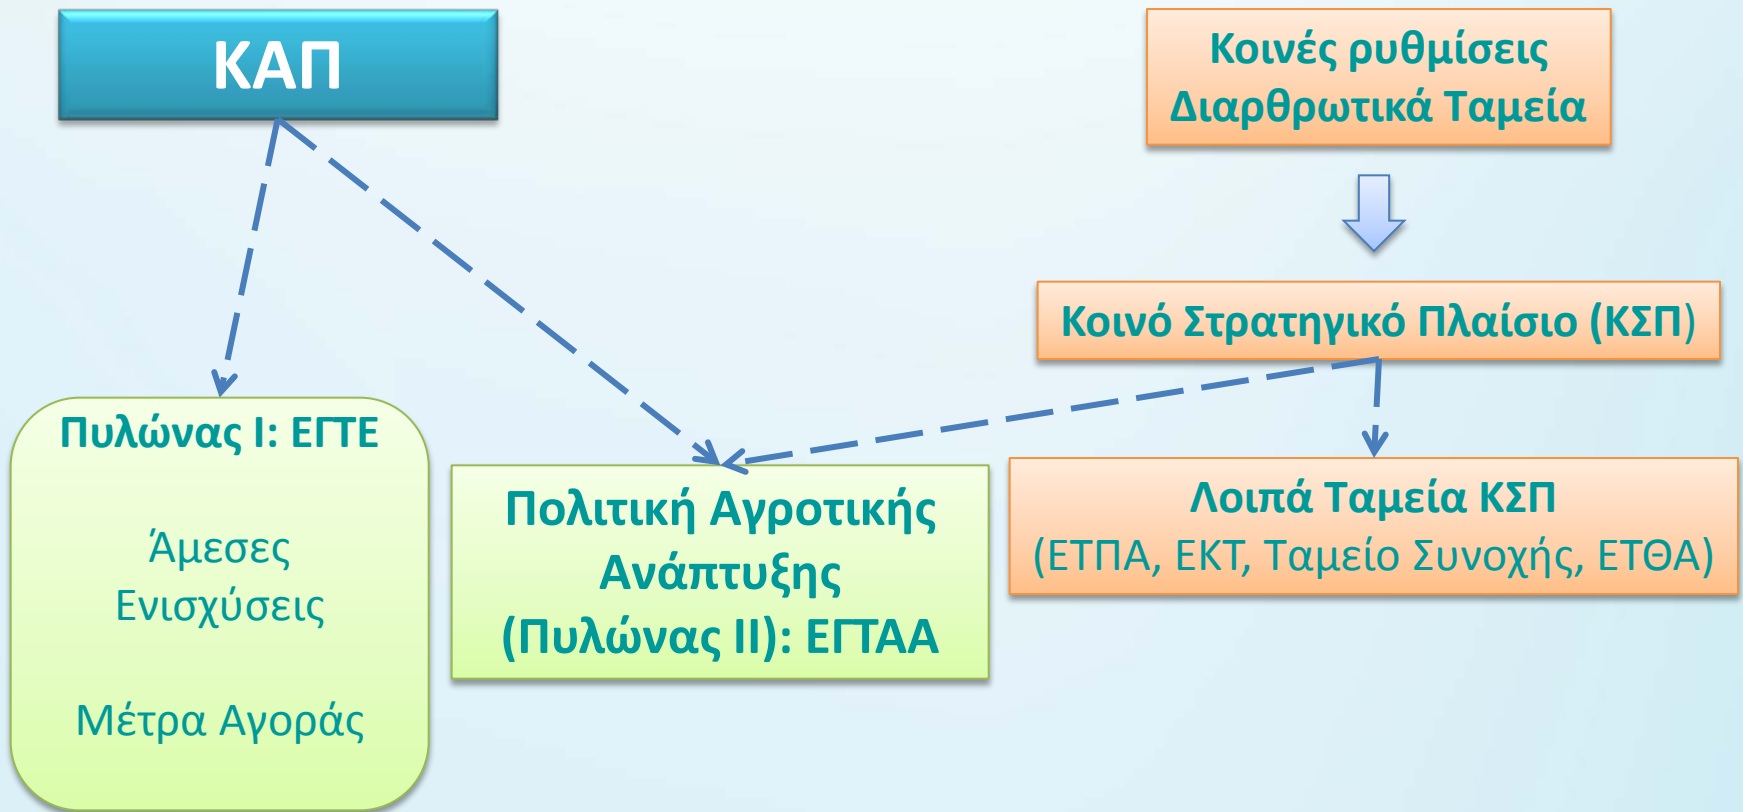 ΚΑΠ
Κοινές ρυθμίσεις
Διαρθρωτικά Ταμεία
Κοινό Στρατηγικό Πλαίσιο (ΚΣΠ)
Πυλώνας Ι: ΕΓΤΕ
Άμεσες
Ενισχύσεις
Μέτρα Αγοράς
Πολιτική Αγροτικής
Ανάπτυξης
(Πυλώνας ΙΙ): ΕΓΤΑΑ
Λοιπά Ταμεία ΚΣΠ
(ΕΤΠΑ, ΕΚΤ, Ταμείο Συνοχής, ΕΤΘΑ)